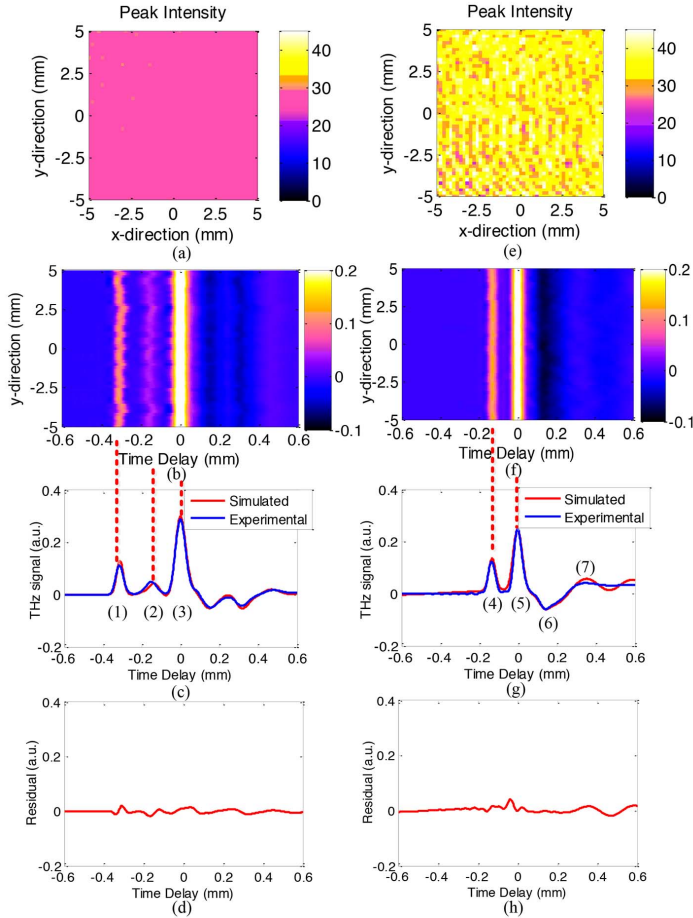 Peak Intensity
5
2.5
0
-2.5
-5
y-direction (mm)
-5 -2.5 0 2.5 5
x-direction (mm)
40
30
20
10
0
(a)
Peak Intensity
5
2.5
0
-2.5
-5
y-direction (mm)
-5 -2.5 0 2.5 5
x-direction (mm)
40
30
20
10
0
(e)
5
2.5
0
-2.5
-5
y-direction (mm)
-0.6 -0.4 -0.2 0 0.2 0.4 0.6
Time Delay (mm)
0.2
0.1
0
-0.1
(b)
5
2.5
0
-2.5
-5
y-direction (mm)
-0.6 -0.4 -0.2 0 0.2 0.4 0.6
Time Delay (mm)
0.2
0.1
0
-0.1
(f)
0.4
0.2
0
-0.2
THz signal (a.u.)
Simulated
Experimental
(1) (2) (3)
-0.6 -0.4 -0.2 0 0.2 0.4 0.6
Time Delay (mm)
(c)
0.4
0.2
0
-0.2
THz signal (a.u.)
Simulated
Experimental
(7)
(4) (5)
(6)
-0.6 -0.4 -0.2 0 0.2 0.4 0.6
Time Delay (mm)
(g)
0.4
0.2
0
-0.2
Residual (a.u.)
-0.6 -0.4 -0.2 0 0.2 0.4 0.6
Time Delay (mm)
(d)
0.4
0.2
0
-0.2
Residual (a.u.)
-0.6 -0.4 -0.2 0 0.2 0.4 0.6
Time Delay (mm)
(h)